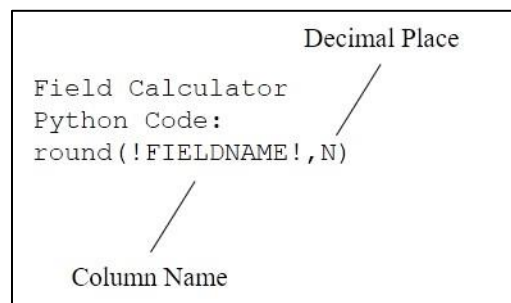 Decimal Place
Field Calculator
Python Code:
round(!FIELDNAME!,N)
Column Name